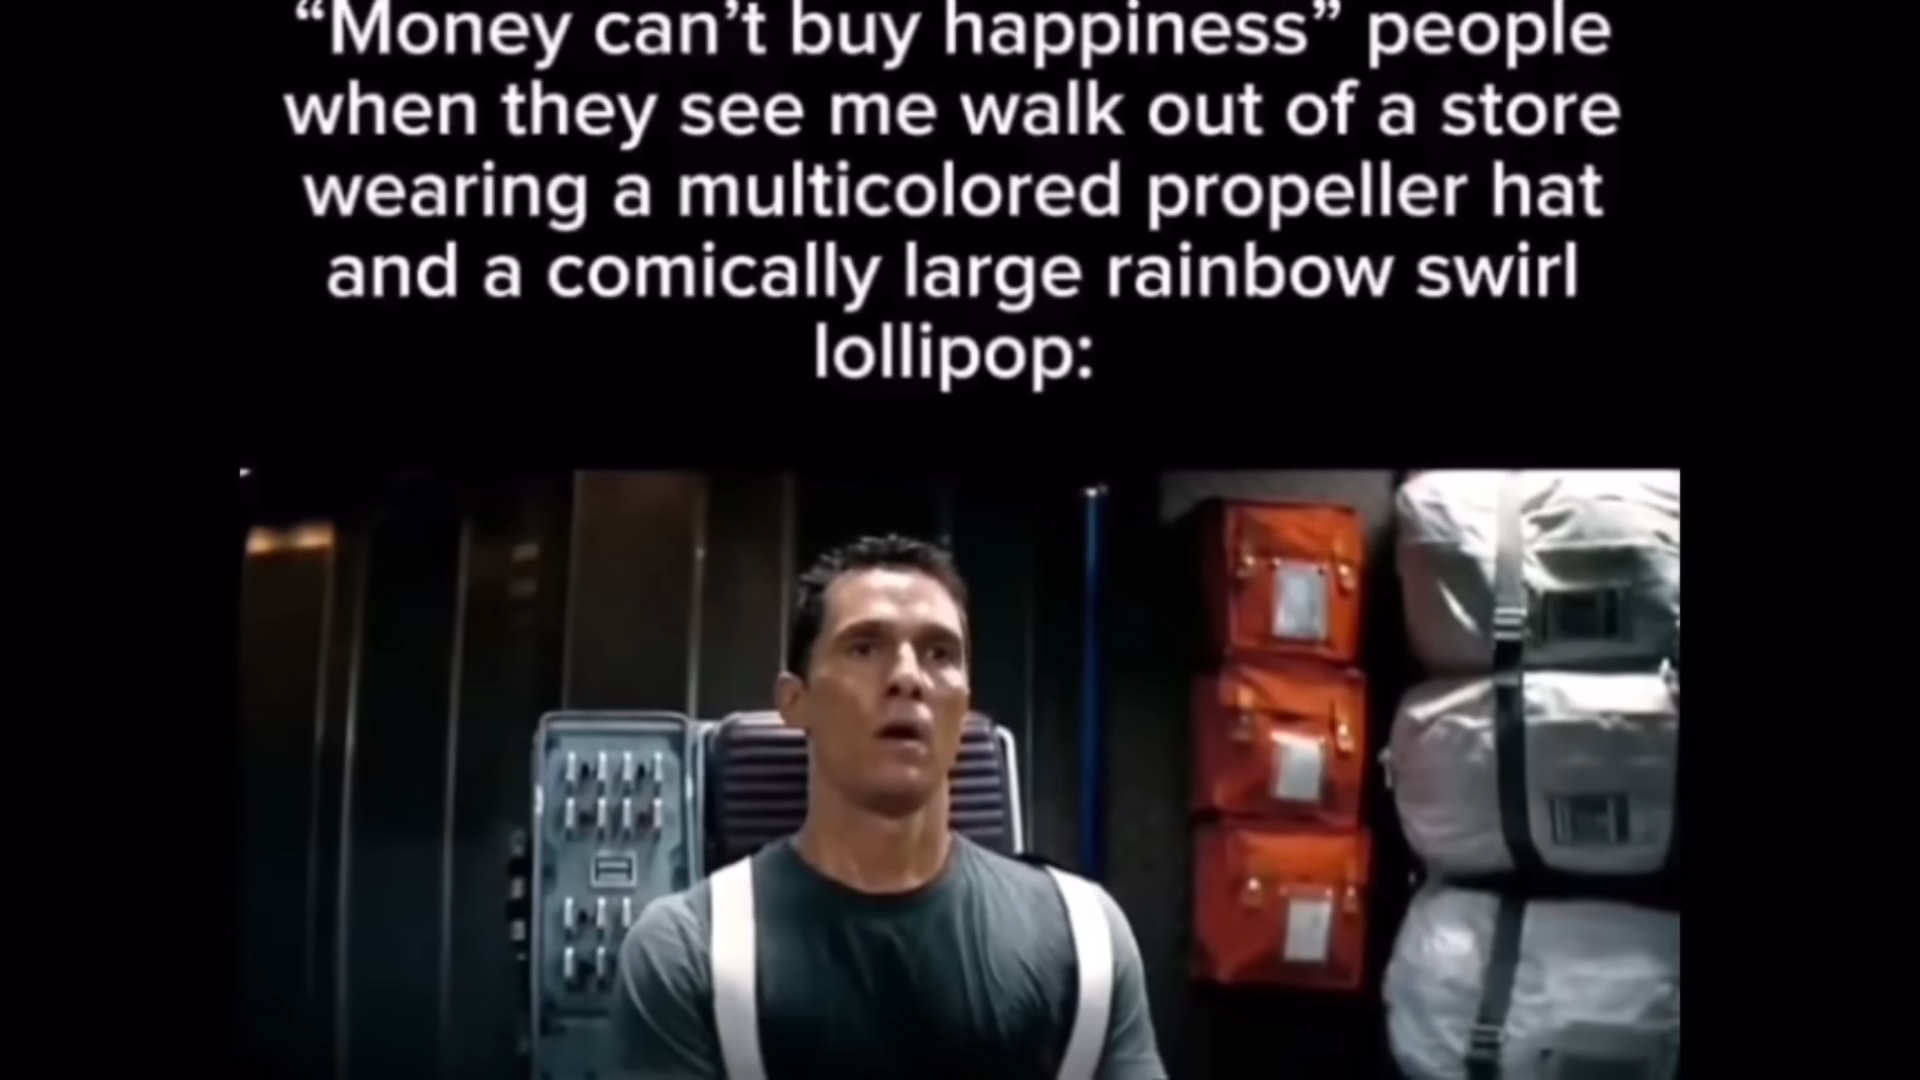 “Money can’t buy happiness” people
when they see me walk out of a store
wearing a multicolored propeller hat
and a comically large rainbow swirl
lollipop: